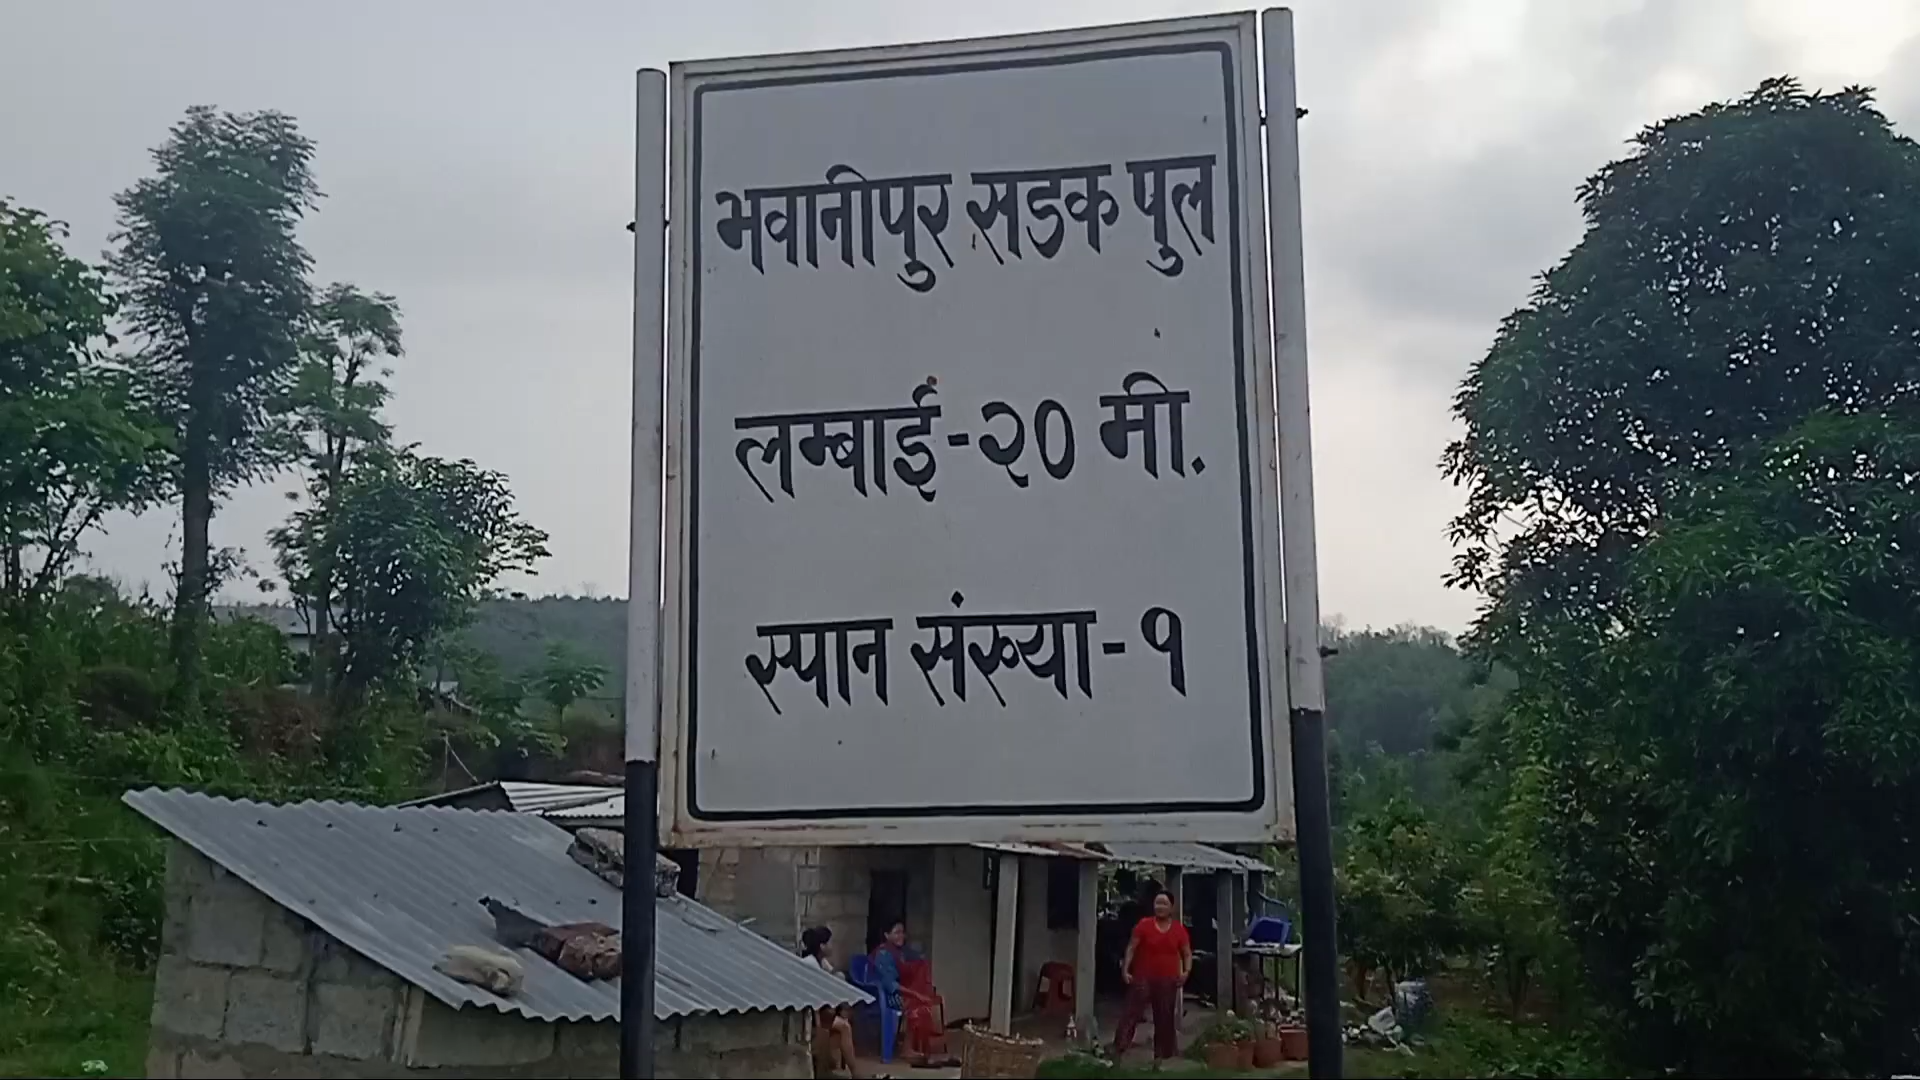 भवानीपुर सडक पुल
लम्बाई-२० मी.
स्पान संख्या-१